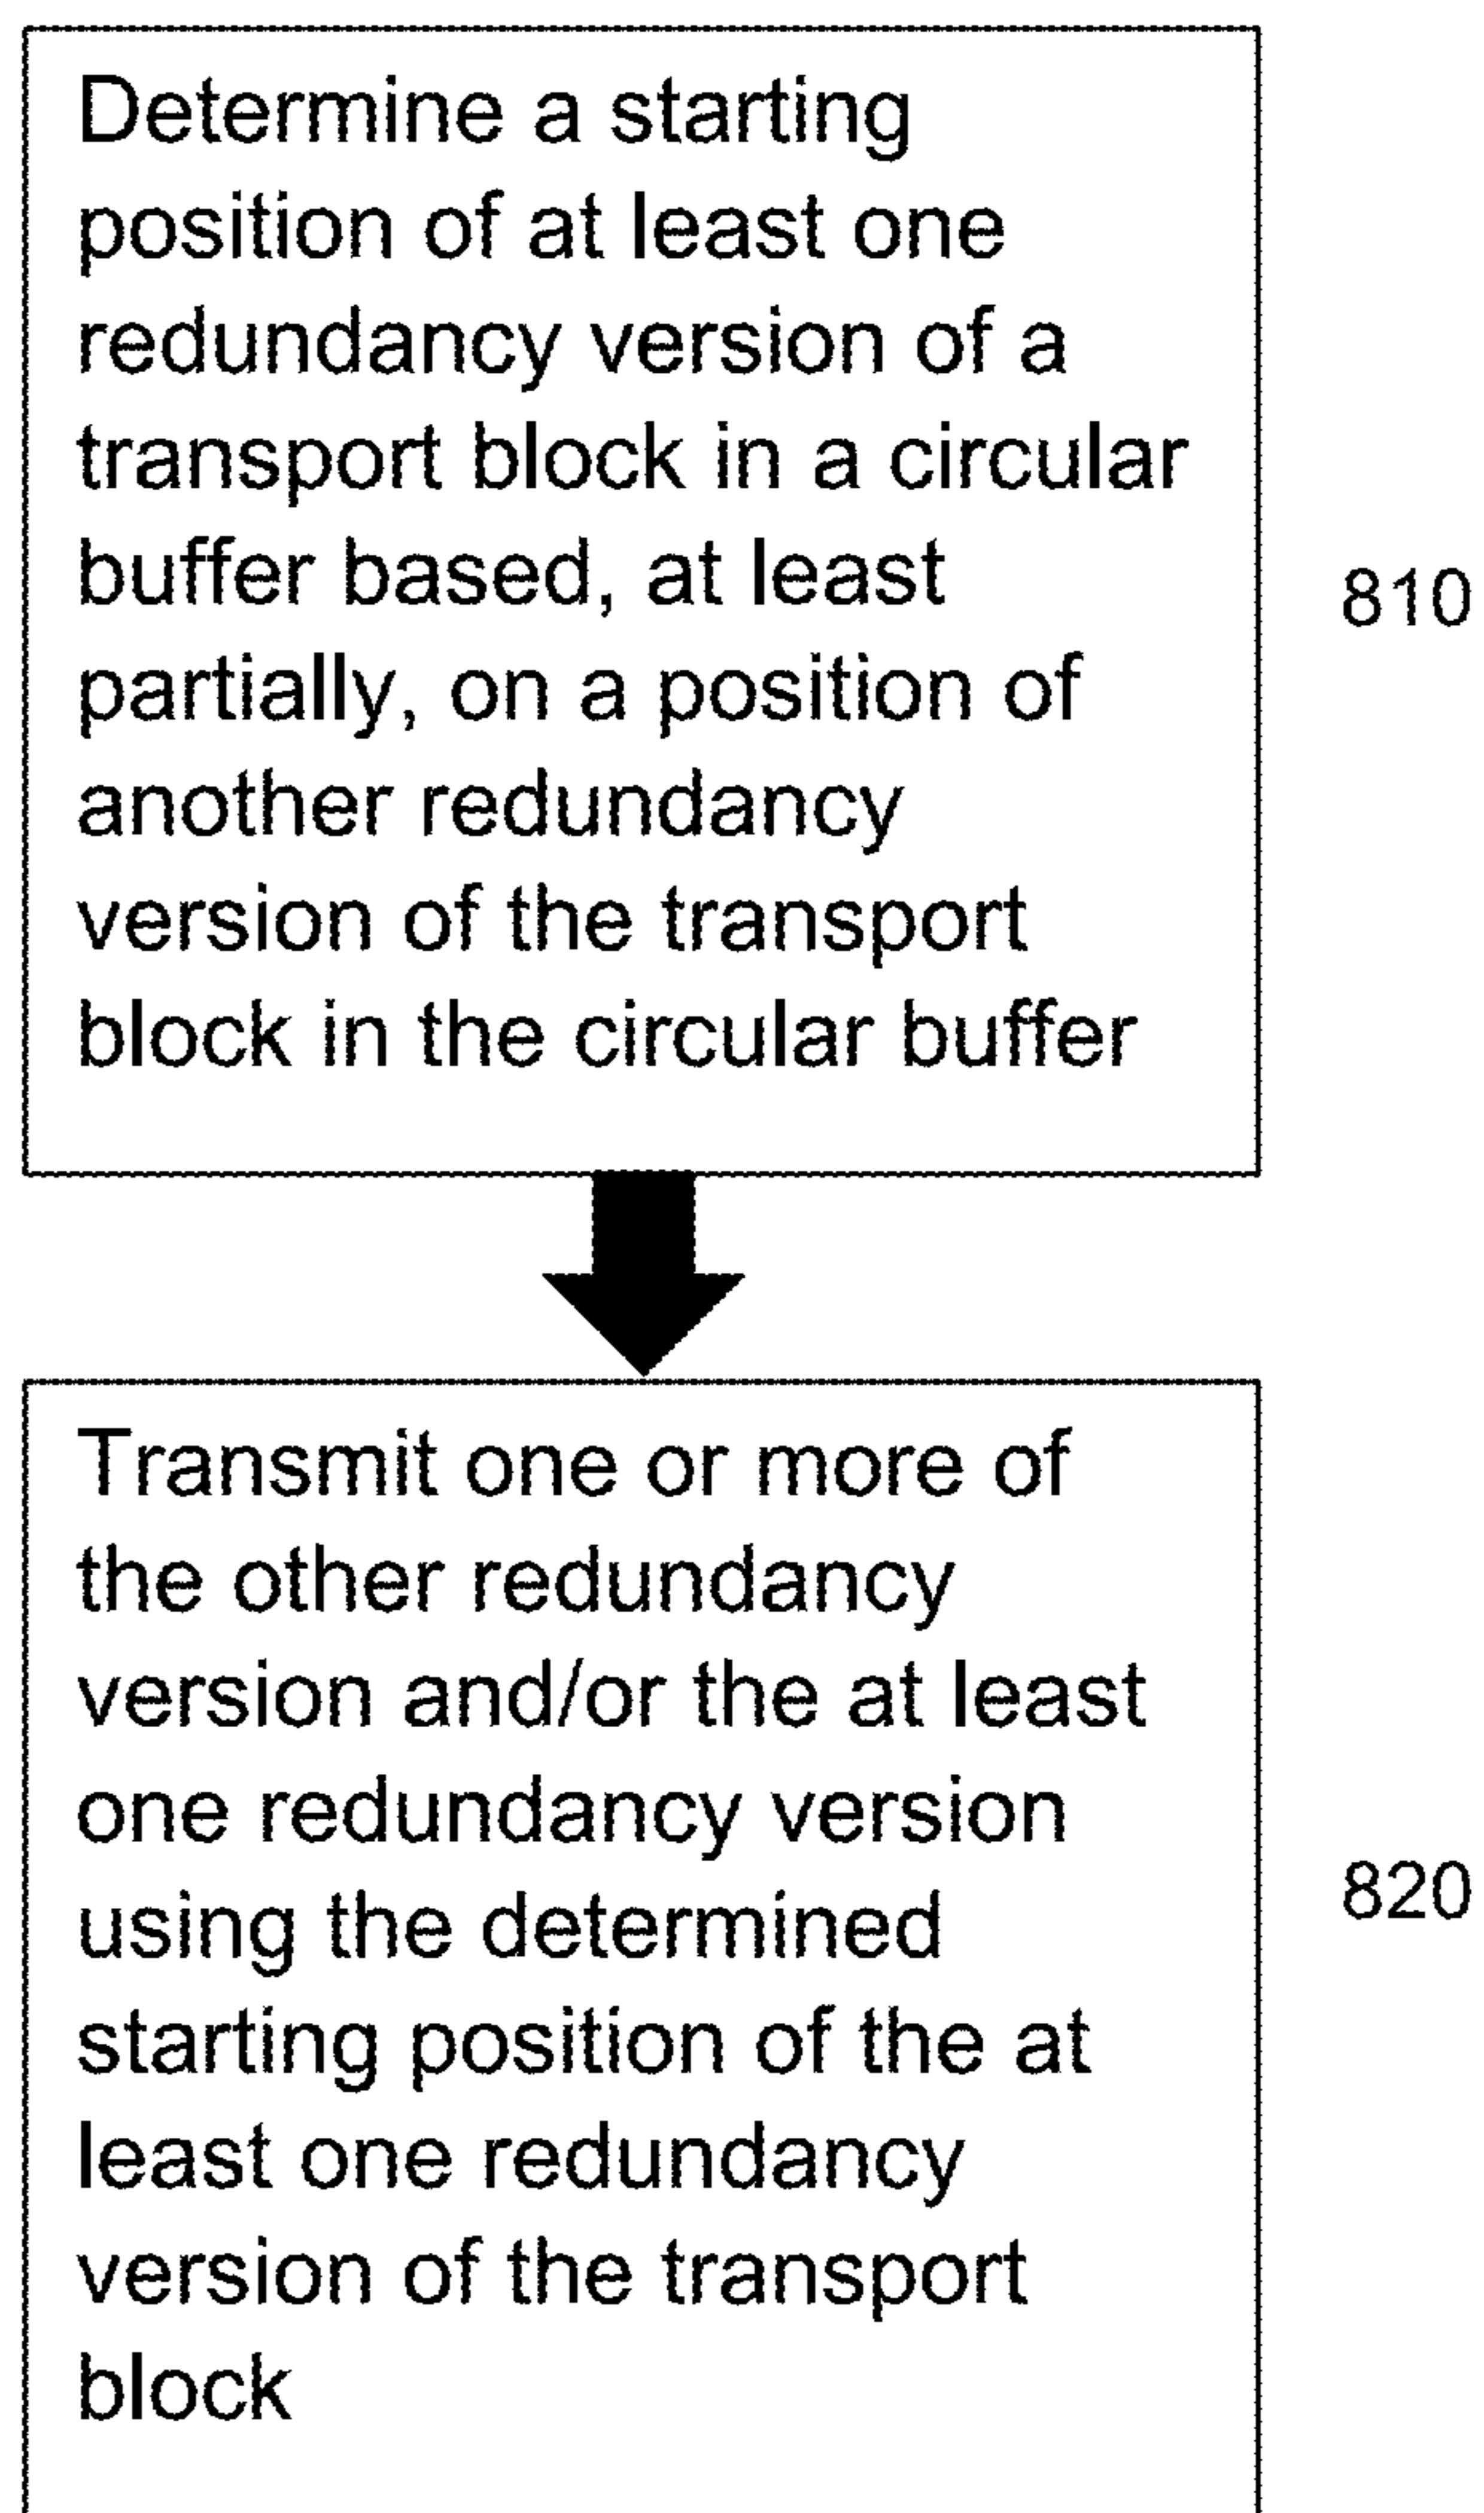 Determine a starting
position of at least one
redundancy version of a
transport block in a circular
buffer based, at least
partially, on a position of
another redundancy
version of the transport
block in the circular buffer
810
Transmit one or more of
the other redundancy
version and/or the at least
one redundancy version
using the determined
starting position of the at
least one redundancy
version of the transport
block
820